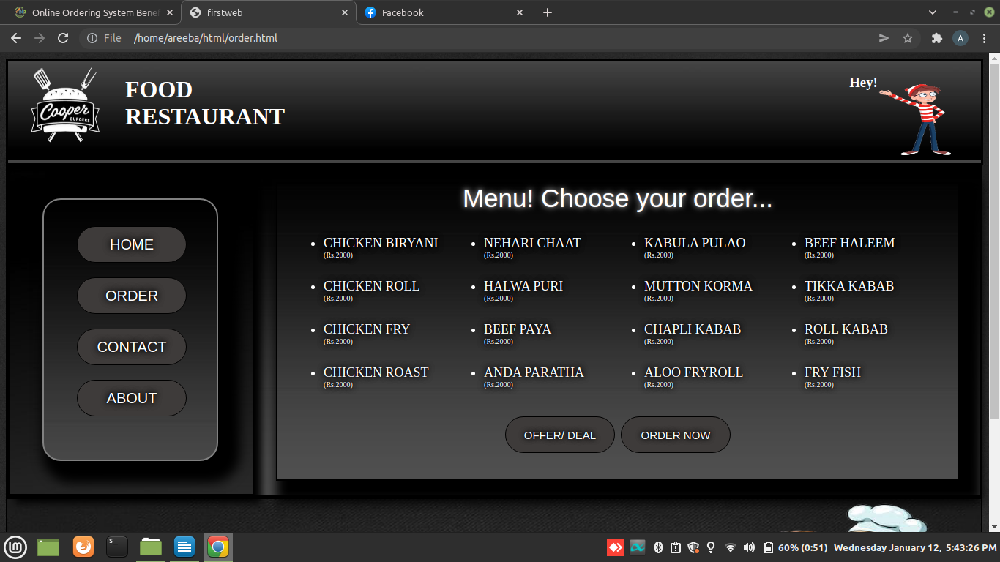 Online Ordering System Bene
firstweb
Facebook
File
/home/areeba/html/order.html
A
Cooper
BURGERS
FOOD
RESTAURANT
Hey!
Menu! Choose your order...
HOME
ORDER
CONTACT
ABOUT
CHICKEN BIRYANI
(Rs.2000)
NEHARI CHAAT
(Rs.2000)
KABULA PULAO
(Rs.2000)
BEEF HALEEM
(Rs.2000)
CHICKEN ROLL
(Rs.2000)
HALWA PURI
(Rs.2000)
MUTTON KORMA
(Rs.2000)
TIKKA KABAB
(Rs.2000)
CHICKEN FRY
(Rs.2000)
BEEF PAYA
(Rs.2000)
CHAPLI KABAB
(Rs.2000)
ROLL KABAB
(Rs.2000)
CHICKEN ROAST
(Rs.2000)
ANDA PARATHA
(Rs.2000)
ALOO FRYROLL
(Rs.2000)
FRY FISH
(Rs.2000)
OFFER/ DEAL
ORDER NOW
$_
60% (0:51) Wednesday January 12, 5:43:26 PM